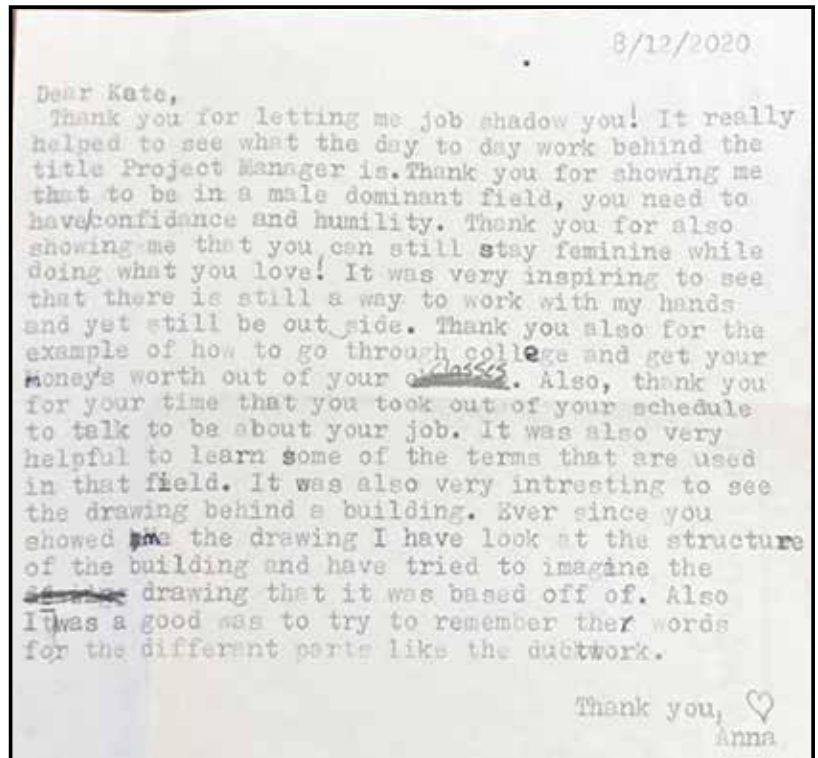 8/12/2020
Dear Kate,
Thank you for letting me job shadow you! It really
helped to see what the day to day work behind the
title Project Manager is.Thank you for showing me
that to be in a male dominant field, you need to
have/confidance and humility. Thank you for also
showing me that you can still stay feminine while
doing what you love! It was very inspiring to see
that there is still a way to work with my hands
and yet still be out side. Thank you also for the
example of how to go through college and get your
money's worth out of your classes. Also, thank you
for your time that you took out of your schedule
to talk to be about your job. It was also very
helpful to learn some of the terms that are used
in that field. It was also very intresting to see
the drawing behind a building. Ever since you
showed me the drawing I have look at the structure
of the building and have tried to imagine the
drawing that it was based off of. Also
It was a good was to try to remember ther words
for the different parts like the ductwork.
Thank you, ♡
Anna